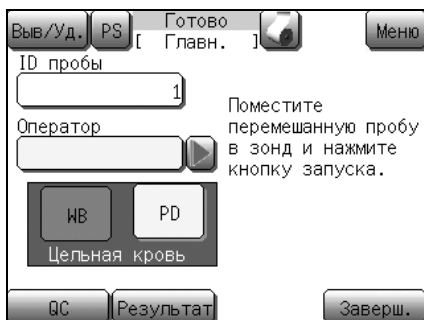 Выв/Уд. PS Готово Меню
[ Главн. ]
ID пробы
1
Поместите
Оператор перемешанную пробу
в зонд и нажмите
кнопку запуска.
WB PD
Цельная кровь
QC Результат Заверш.